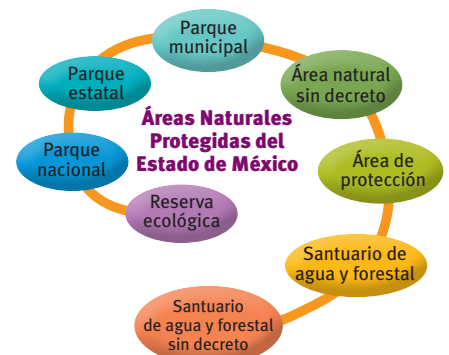 Parque
municipal
Parque
estatal
Área natural
sin decreto
Áreas Naturales
Protegidas del
Estado de México
Parque
nacional
Área de
protección
Reserva
ecológica
Santuario de
agua y forestal
Santuario
de agua y forestal
sin decreto